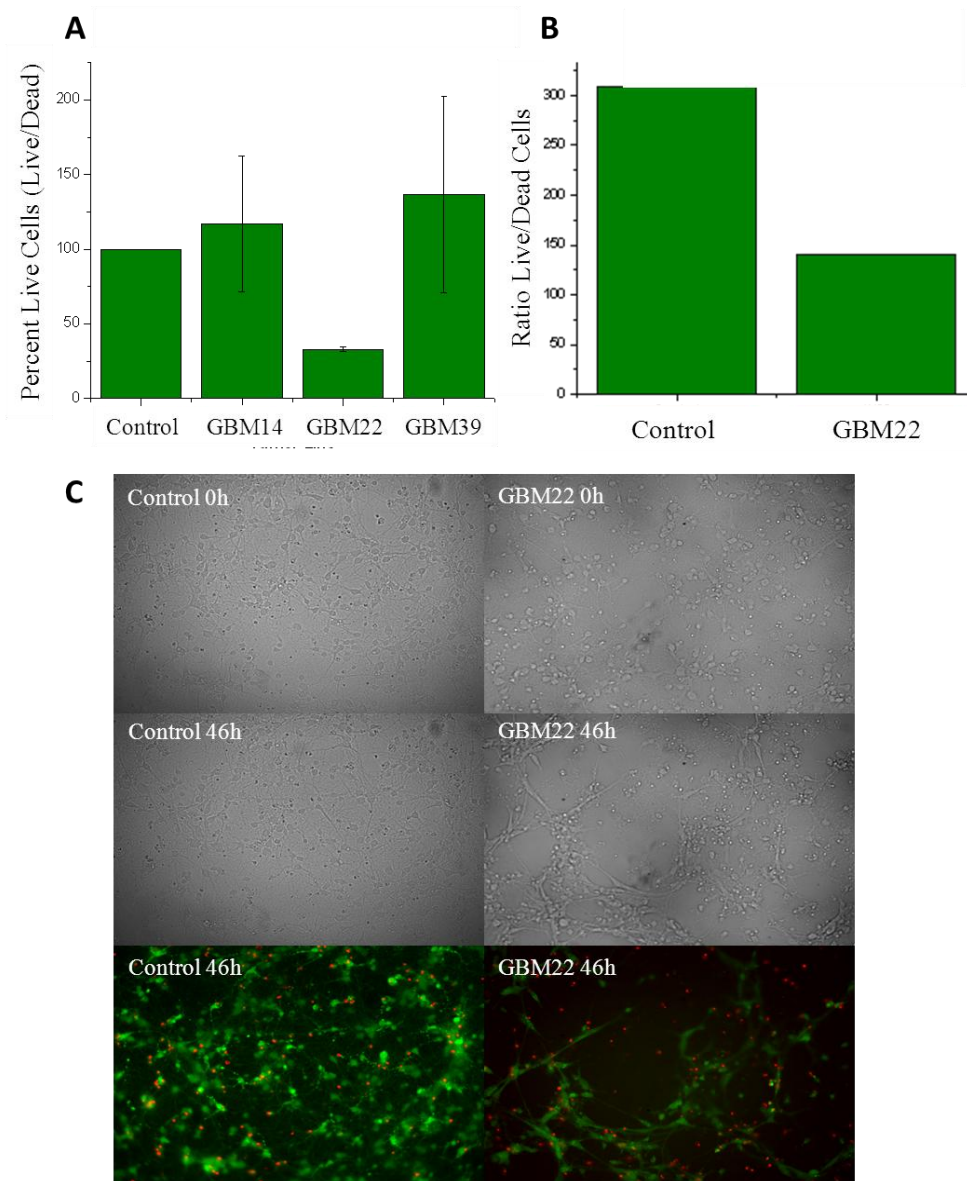 A
Percent Live Cells (Live/Dead)
200
150
100
50
0
Control GBM14 GBM22 GBM39
B
Ratio Live/Dead Cells
300
250
200
150
100
50
0
Control GBM22
C
Control 0h
GBM22 0h
Control 46h
GBM22 46h
Control 46h
GBM22 46h